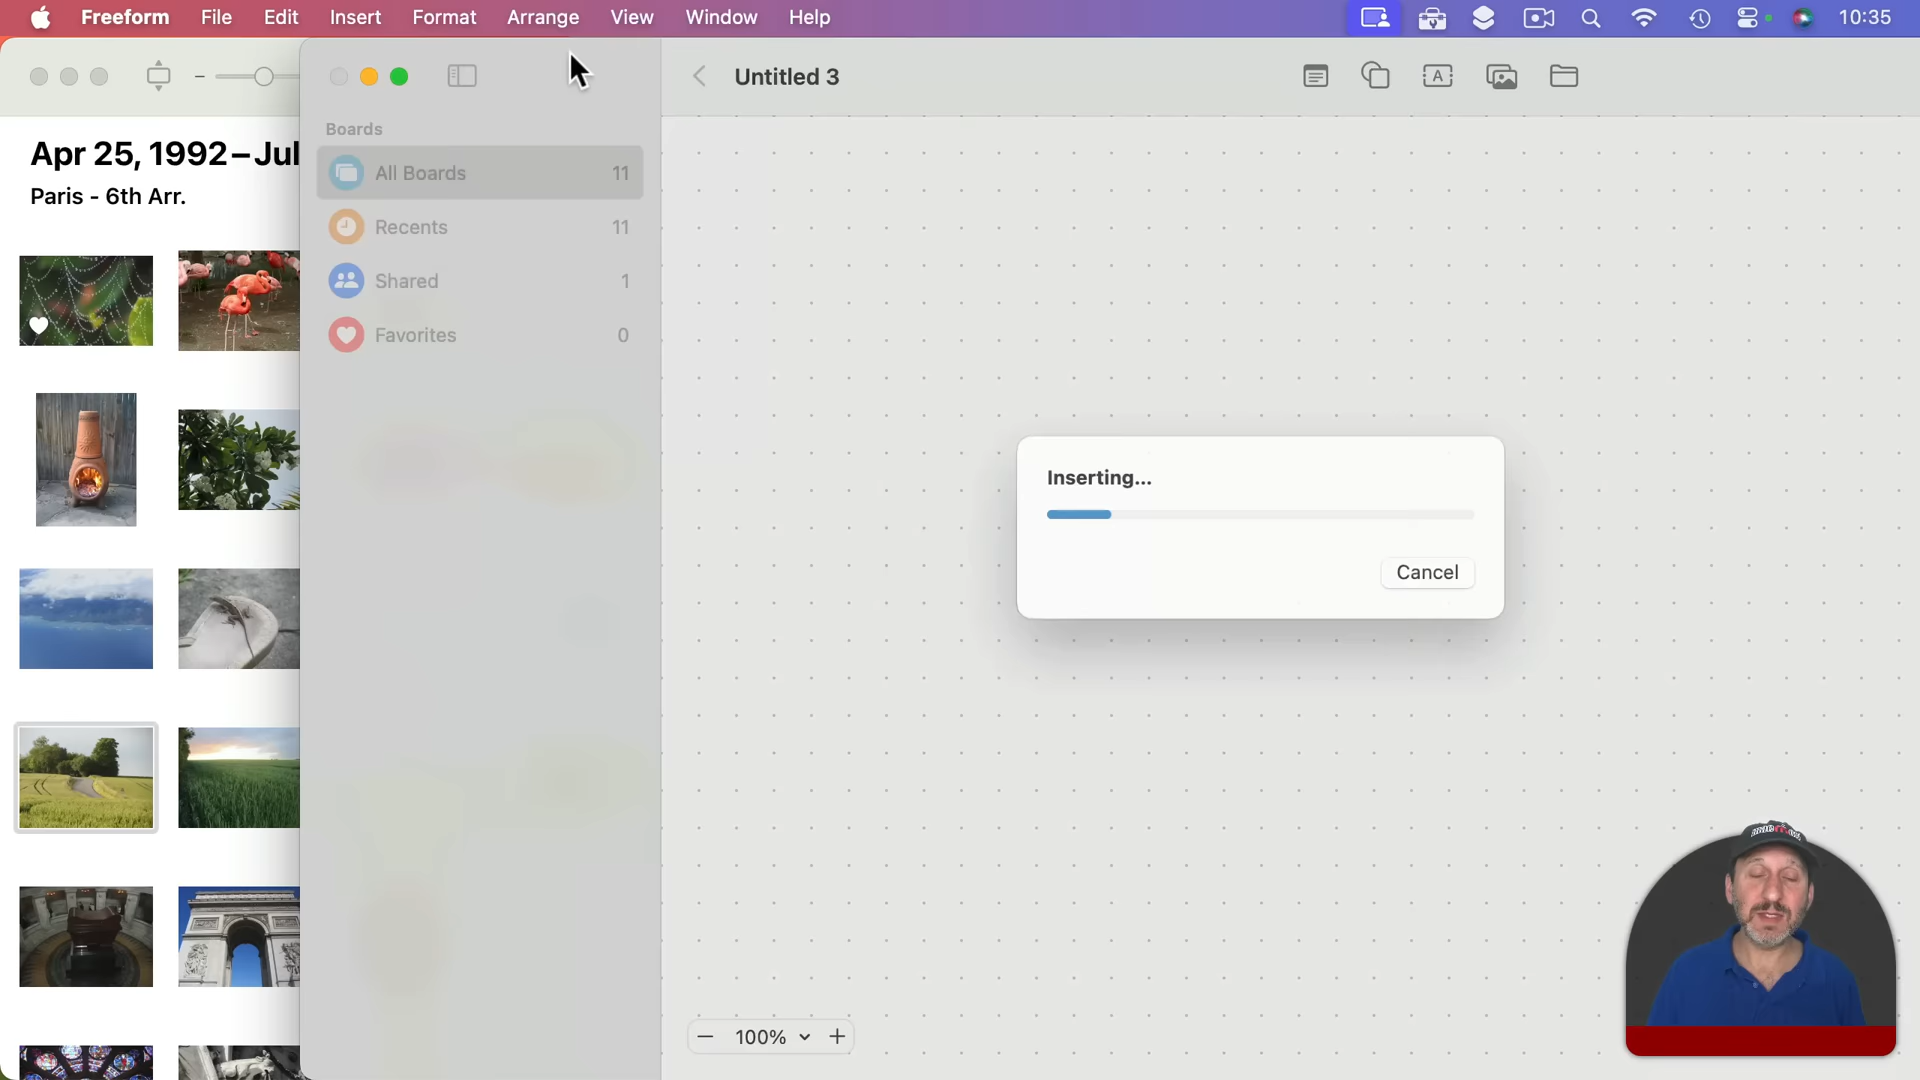 Freeform File Edit Insert Format Arrange View Window Help 10:35
Untitled 3
Apr 25, 1992 – Jul
Paris - 6th Arr.
Boards
All Boards 11
Recents 11
Shared 1
Favorites 0
Inserting...
Cancel
100%